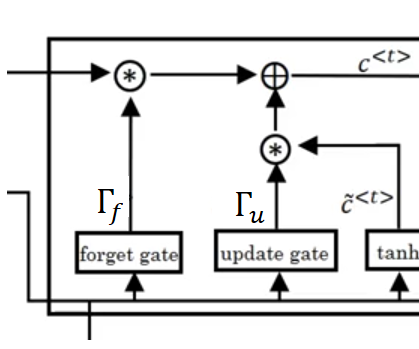 c<t>
Γf
Γu
c̃<t>
forget gate
update gate
tanh